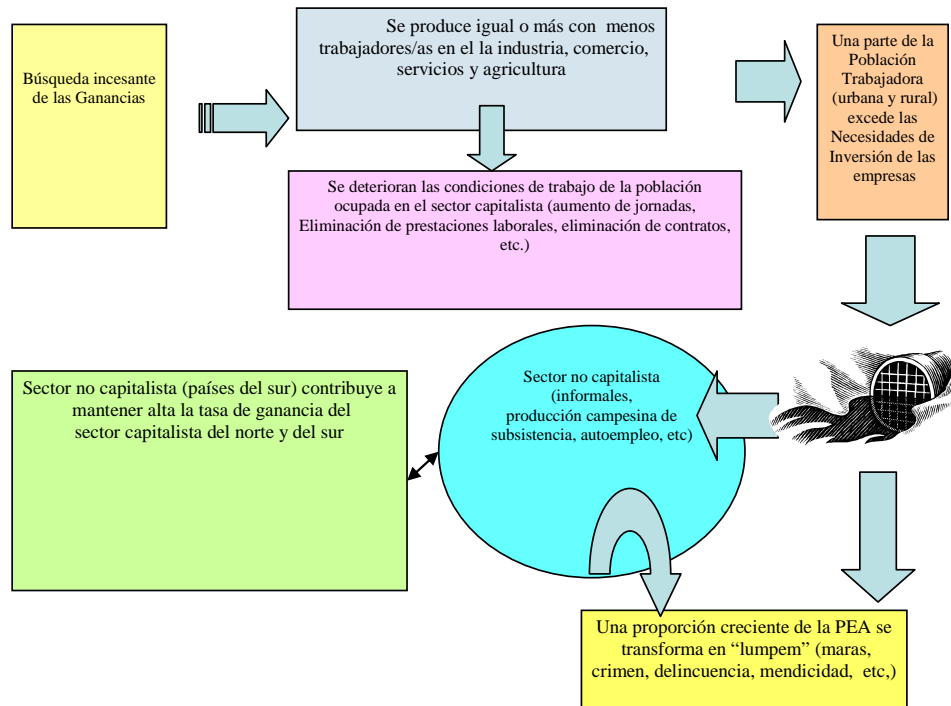 Búsqueda incesante
de las Ganancias
Se produce igual o más con menos
trabajadores/as en el la industria, comercio,
servicios y agricultura
Una parte de la
Población
Trabajadora
(urbana y rural)
excede las
Necesidades de
Inversión de las
empresas
Se deterioran las condiciones de trabajo de la población
ocupada en el sector capitalista (aumento de jornadas,
Eliminación de prestaciones laborales, eliminación de contratos,
etc.)
Sector no capitalista (países del sur) contribuye a
mantener alta la tasa de ganancia del
sector capitalista del norte y del sur
Sector no capitalista
(informales,
producción campesina de
subsistencia, autoempleo, etc)
Una proporción creciente de la PEA se
transforma en “lumpem” (maras,
crimen, delincuencia, mendicidad, etc,)